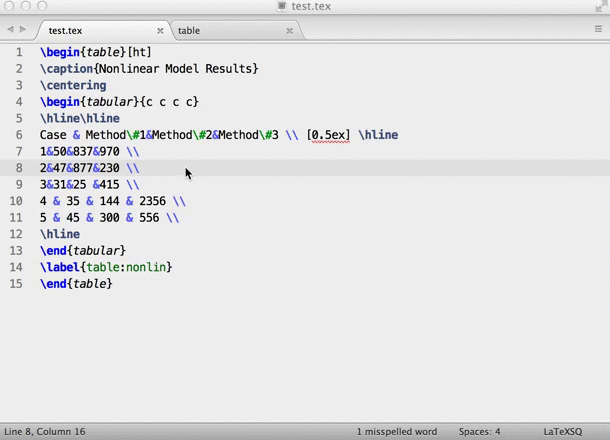 test.tex
test.tex
table
1 \begin{table}[ht]
2 \caption{Nonlinear Model Results}
3 \centering
4 \begin{tabular}{c c c c}
5 \hline\hline
6 Case & Method\#1&Method\#2&Method\#3 \\ [0.5ex] \hline
7 1&50&837&970 \\
8 2&47&877&230 \\
9 3&31&25 &415 \\
10 4 & 35 & 144 & 2356 \\
11 5 & 45 & 300 & 556 \\
12 \hline
13 \end{tabular}
14 \label{table:nonlin}
15 \end{table}
Line 8, Column 16 1 misspelled word Spaces: 4 LaTeXSQ